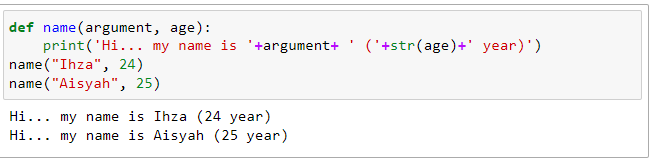 def name(argument, age):
    print('Hi... my name is '+argument+ ' ('+str(age)+' year)')
name("Ihza", 24)
name("Aisyah", 25)
Hi... my name is Ihza (24 year)
Hi... my name is Aisyah (25 year)